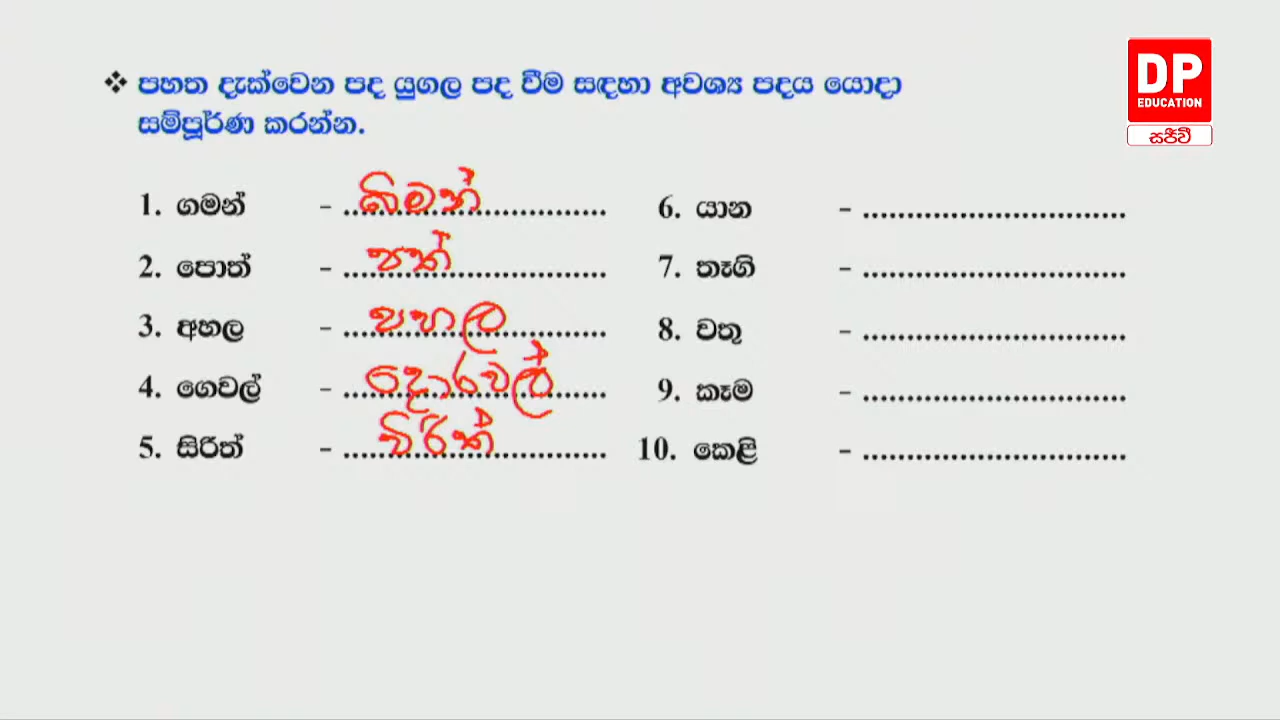 ❖ පහත දැක්වෙන පද යුගල පද වීම සඳහා අවශ්‍ය පදය යොදා
සම්පූර්ණ කරන්න.
DP
EDUCATION
සජීවී
1. ගමන් - බිමන්
2. පොත් - පත්
3. අහල - පහල
4. ගෙවල් - දොරවල්
5. සිරිත් - විරිත්
6. යාන - ..............................
7. තෑගි - ..............................
8. වතු - ..............................
9. කෑම - ..............................
10. කෙළි - ..............................